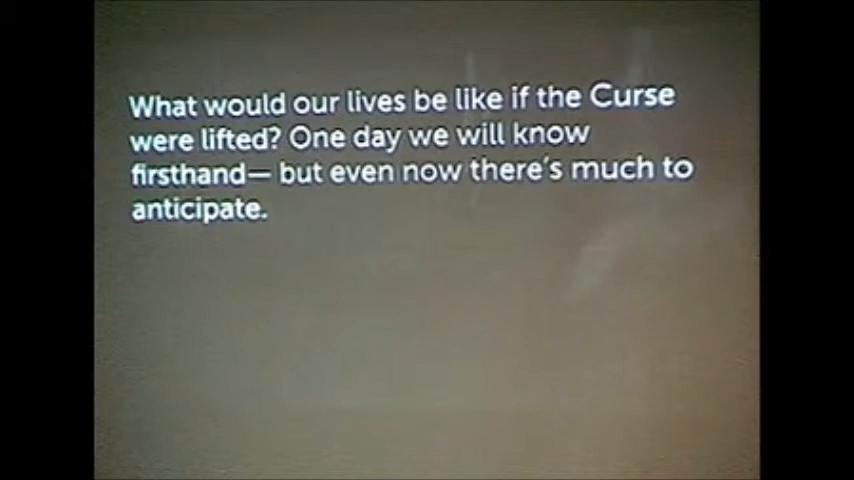 What would our lives be like if the Curse
were lifted? One day we will know
firsthand— but even now there's much to
anticipate.